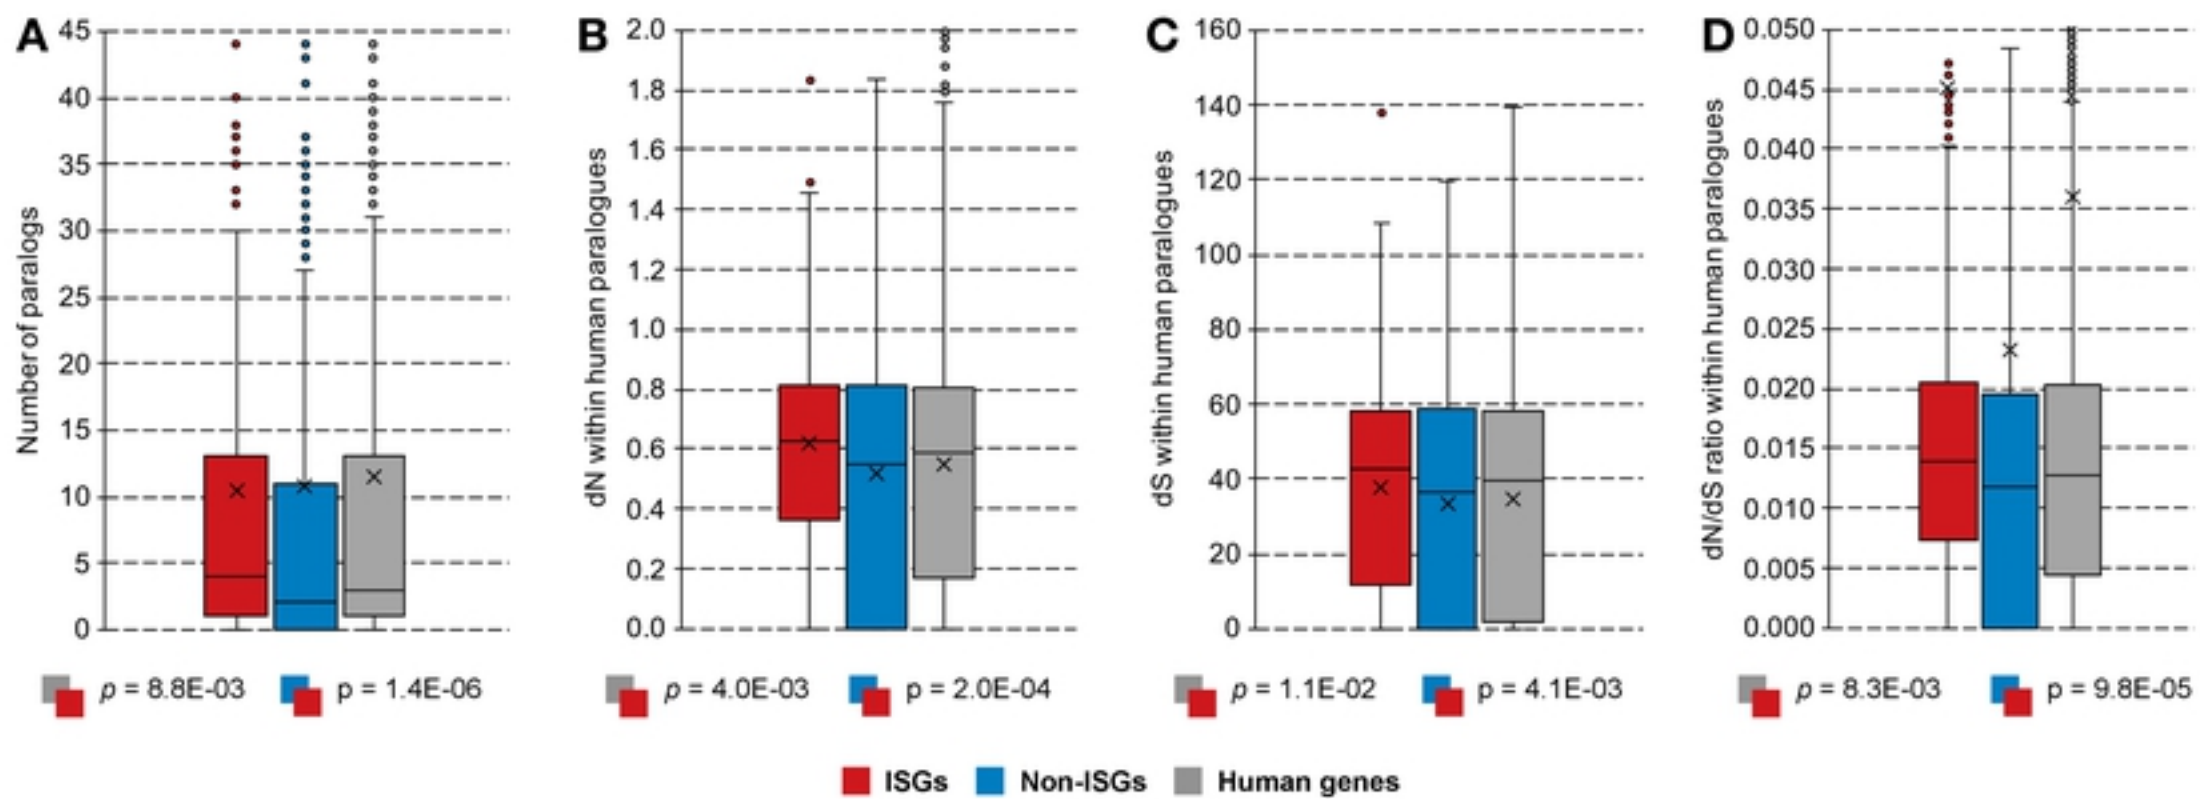 A
Number of paralogs
45
40
35
30
25
20
15
10
5
0
p = 8.8E-03
p = 1.4E-06
B
dN within human paralogues
2.0
1.8
1.6
1.4
1.2
1.0
0.8
0.6
0.4
0.2
0.0
p = 4.0E-03
p = 2.0E-04
C
dS within human paralogues
160
140
120
100
80
60
40
20
0
p = 1.1E-02
p = 4.1E-03
D
dN/dS ratio within human paralogues
0.050
0.045
0.040
0.035
0.030
0.025
0.020
0.015
0.010
0.005
0.000
p = 8.3E-03
p = 9.8E-05
ISGs
Non-ISGs
Human genes